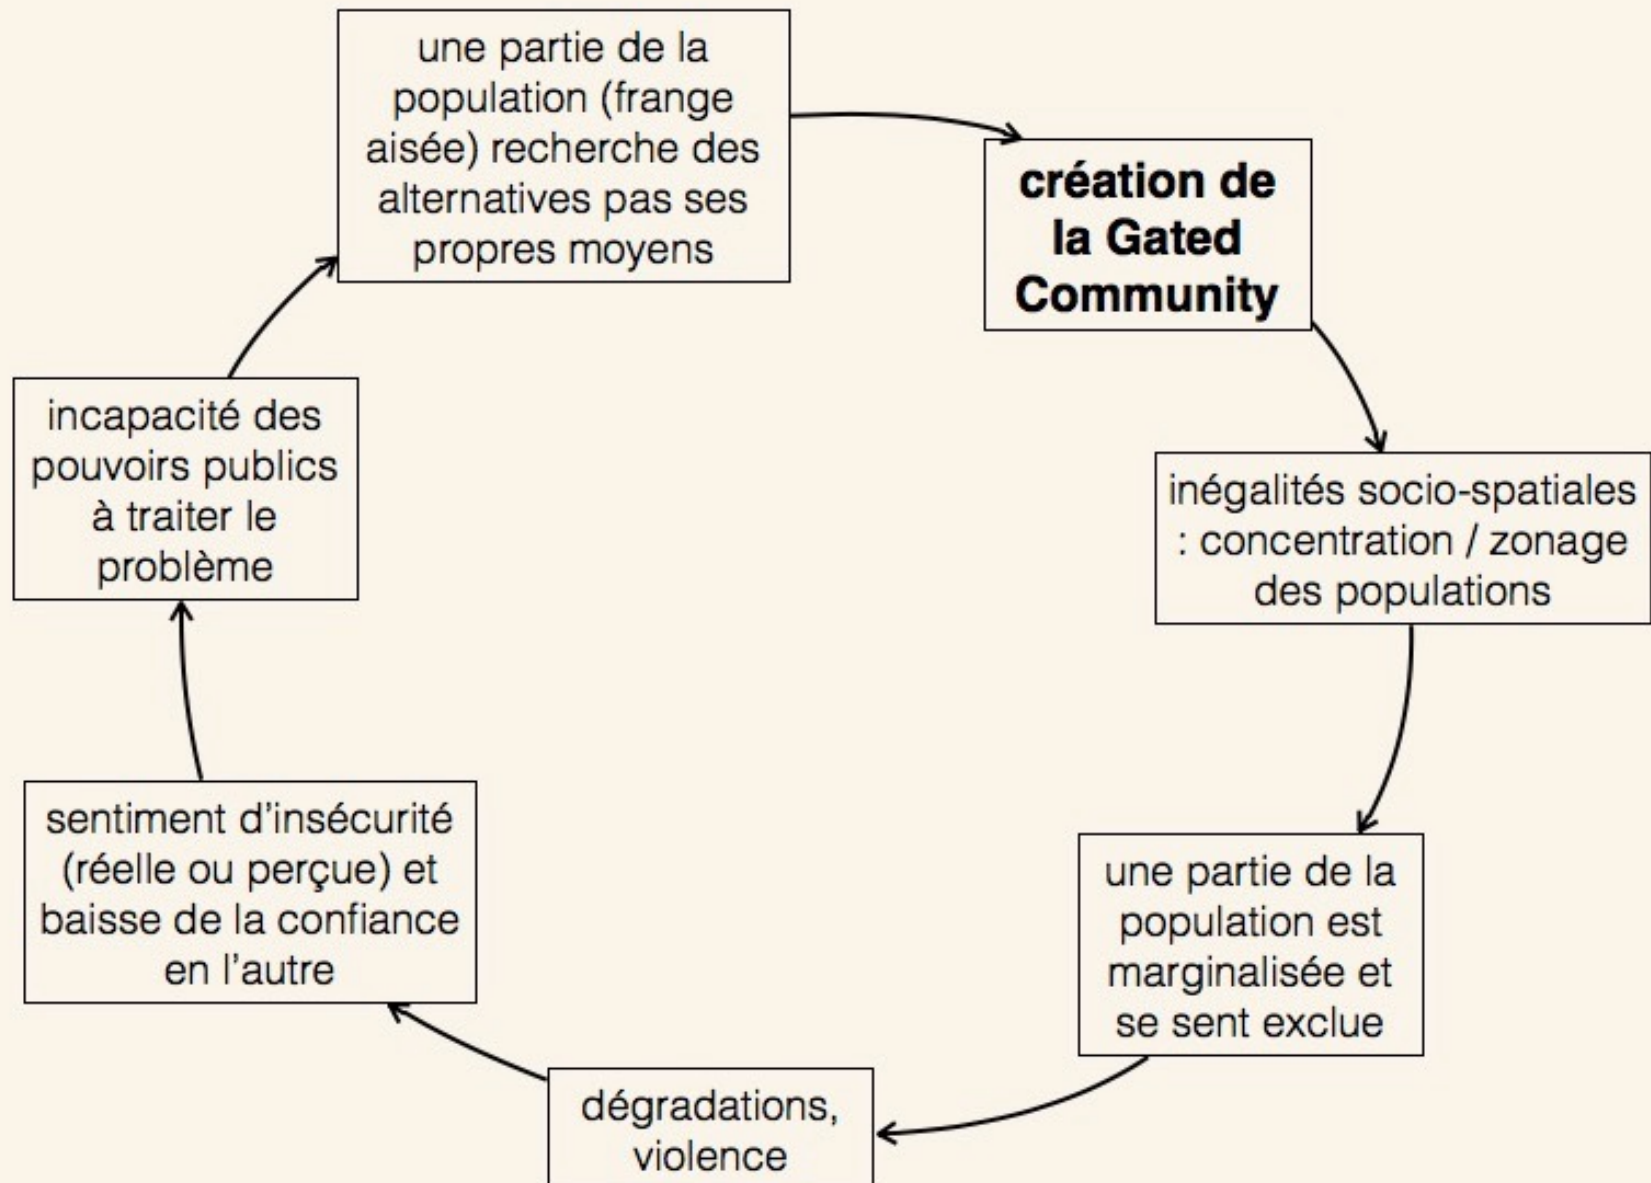 une partie de la
population (frange
aisée) recherche des
alternatives pas ses
propres moyens
création de
la Gated
Community
inégalités socio-spatiales
: concentration / zonage
des populations
une partie de la
population est
marginalisée et
se sent exclue
dégradations,
violence
sentiment d'insécurité
(réelle ou perçue) et
baisse de la confiance
en l'autre
incapacité des
pouvoirs publics
à traiter le
problème